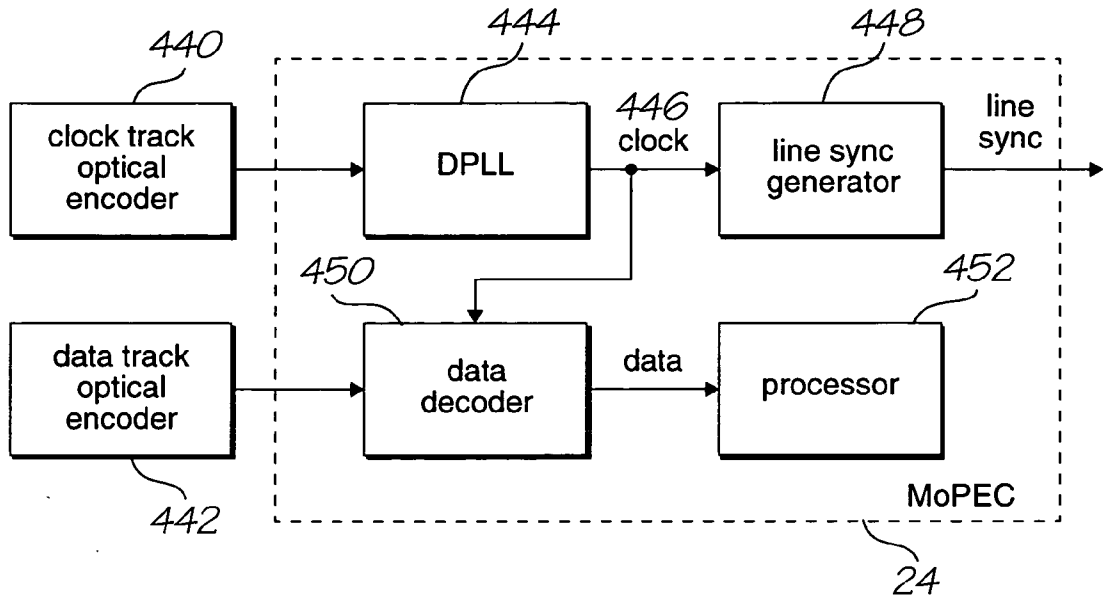 440
444
448
446
clock track
optical
encoder
DPLL
clock
line sync
generator
line
sync
450
452
data track
optical
encoder
data
decoder
data
processor
MoPEC
442
24